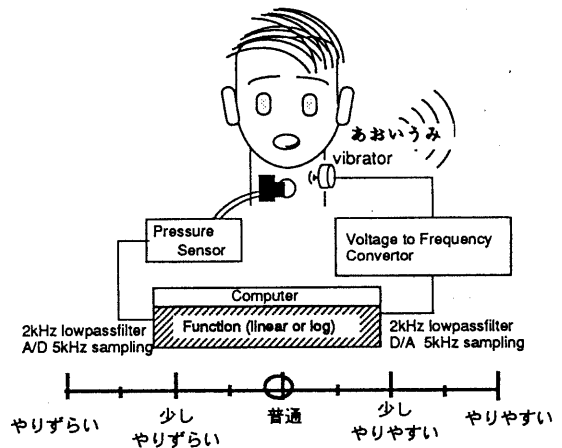 あおいうみ
vibrator
Pressure
Sensor
Voltage to Frequency
Convertor
Computer
Function (linear or log)
2kHz lowpassfilter
A/D 5kHz sampling
2kHz lowpassfilter
D/A 5kHz sampling
やりずらい
少し
やりずらい
普通
少し
やりやすい
やりやすい